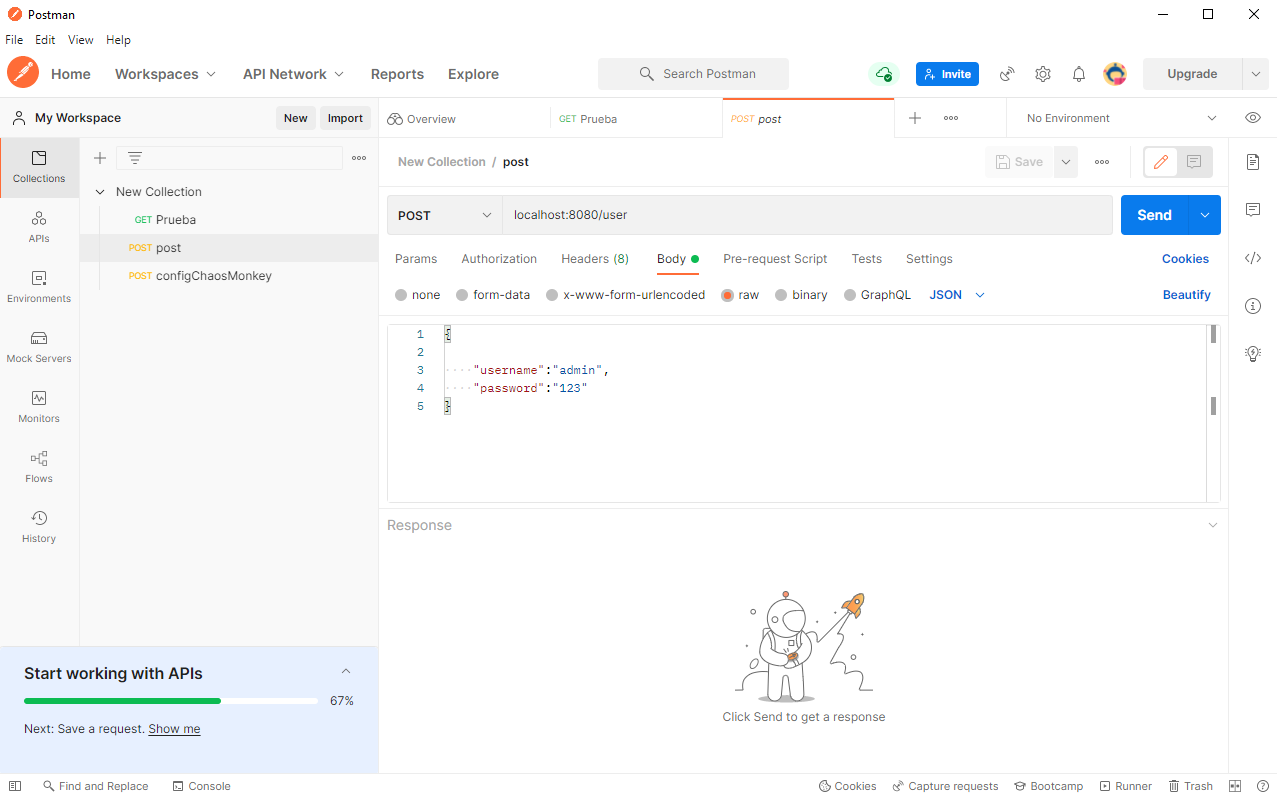 Postman
File Edit View Help
Home Workspaces API Network Reports Explore Search Postman Invite Upgrade
My Workspace New Import
Overview GET Prueba POST post No Environment
Collections
APIs
Environments
Mock Servers
Monitors
Flows
History
New Collection
GET Prueba
POST post
POST configChaosMonkey
New Collection / post Save
POST localhost:8080/user Send
Params Authorization Headers (8) Body Pre-request Script Tests Settings Cookies
none form-data x-www-form-urlencoded raw binary GraphQL JSON Beautify
1 {
2
3 "username":"admin",
4 "password":"123"
5 }
Response
Click Send to get a response
Start working with APIs
67%
Next: Save a request. Show me
Find and Replace Console Cookies Capture requests Bootcamp Runner Trash